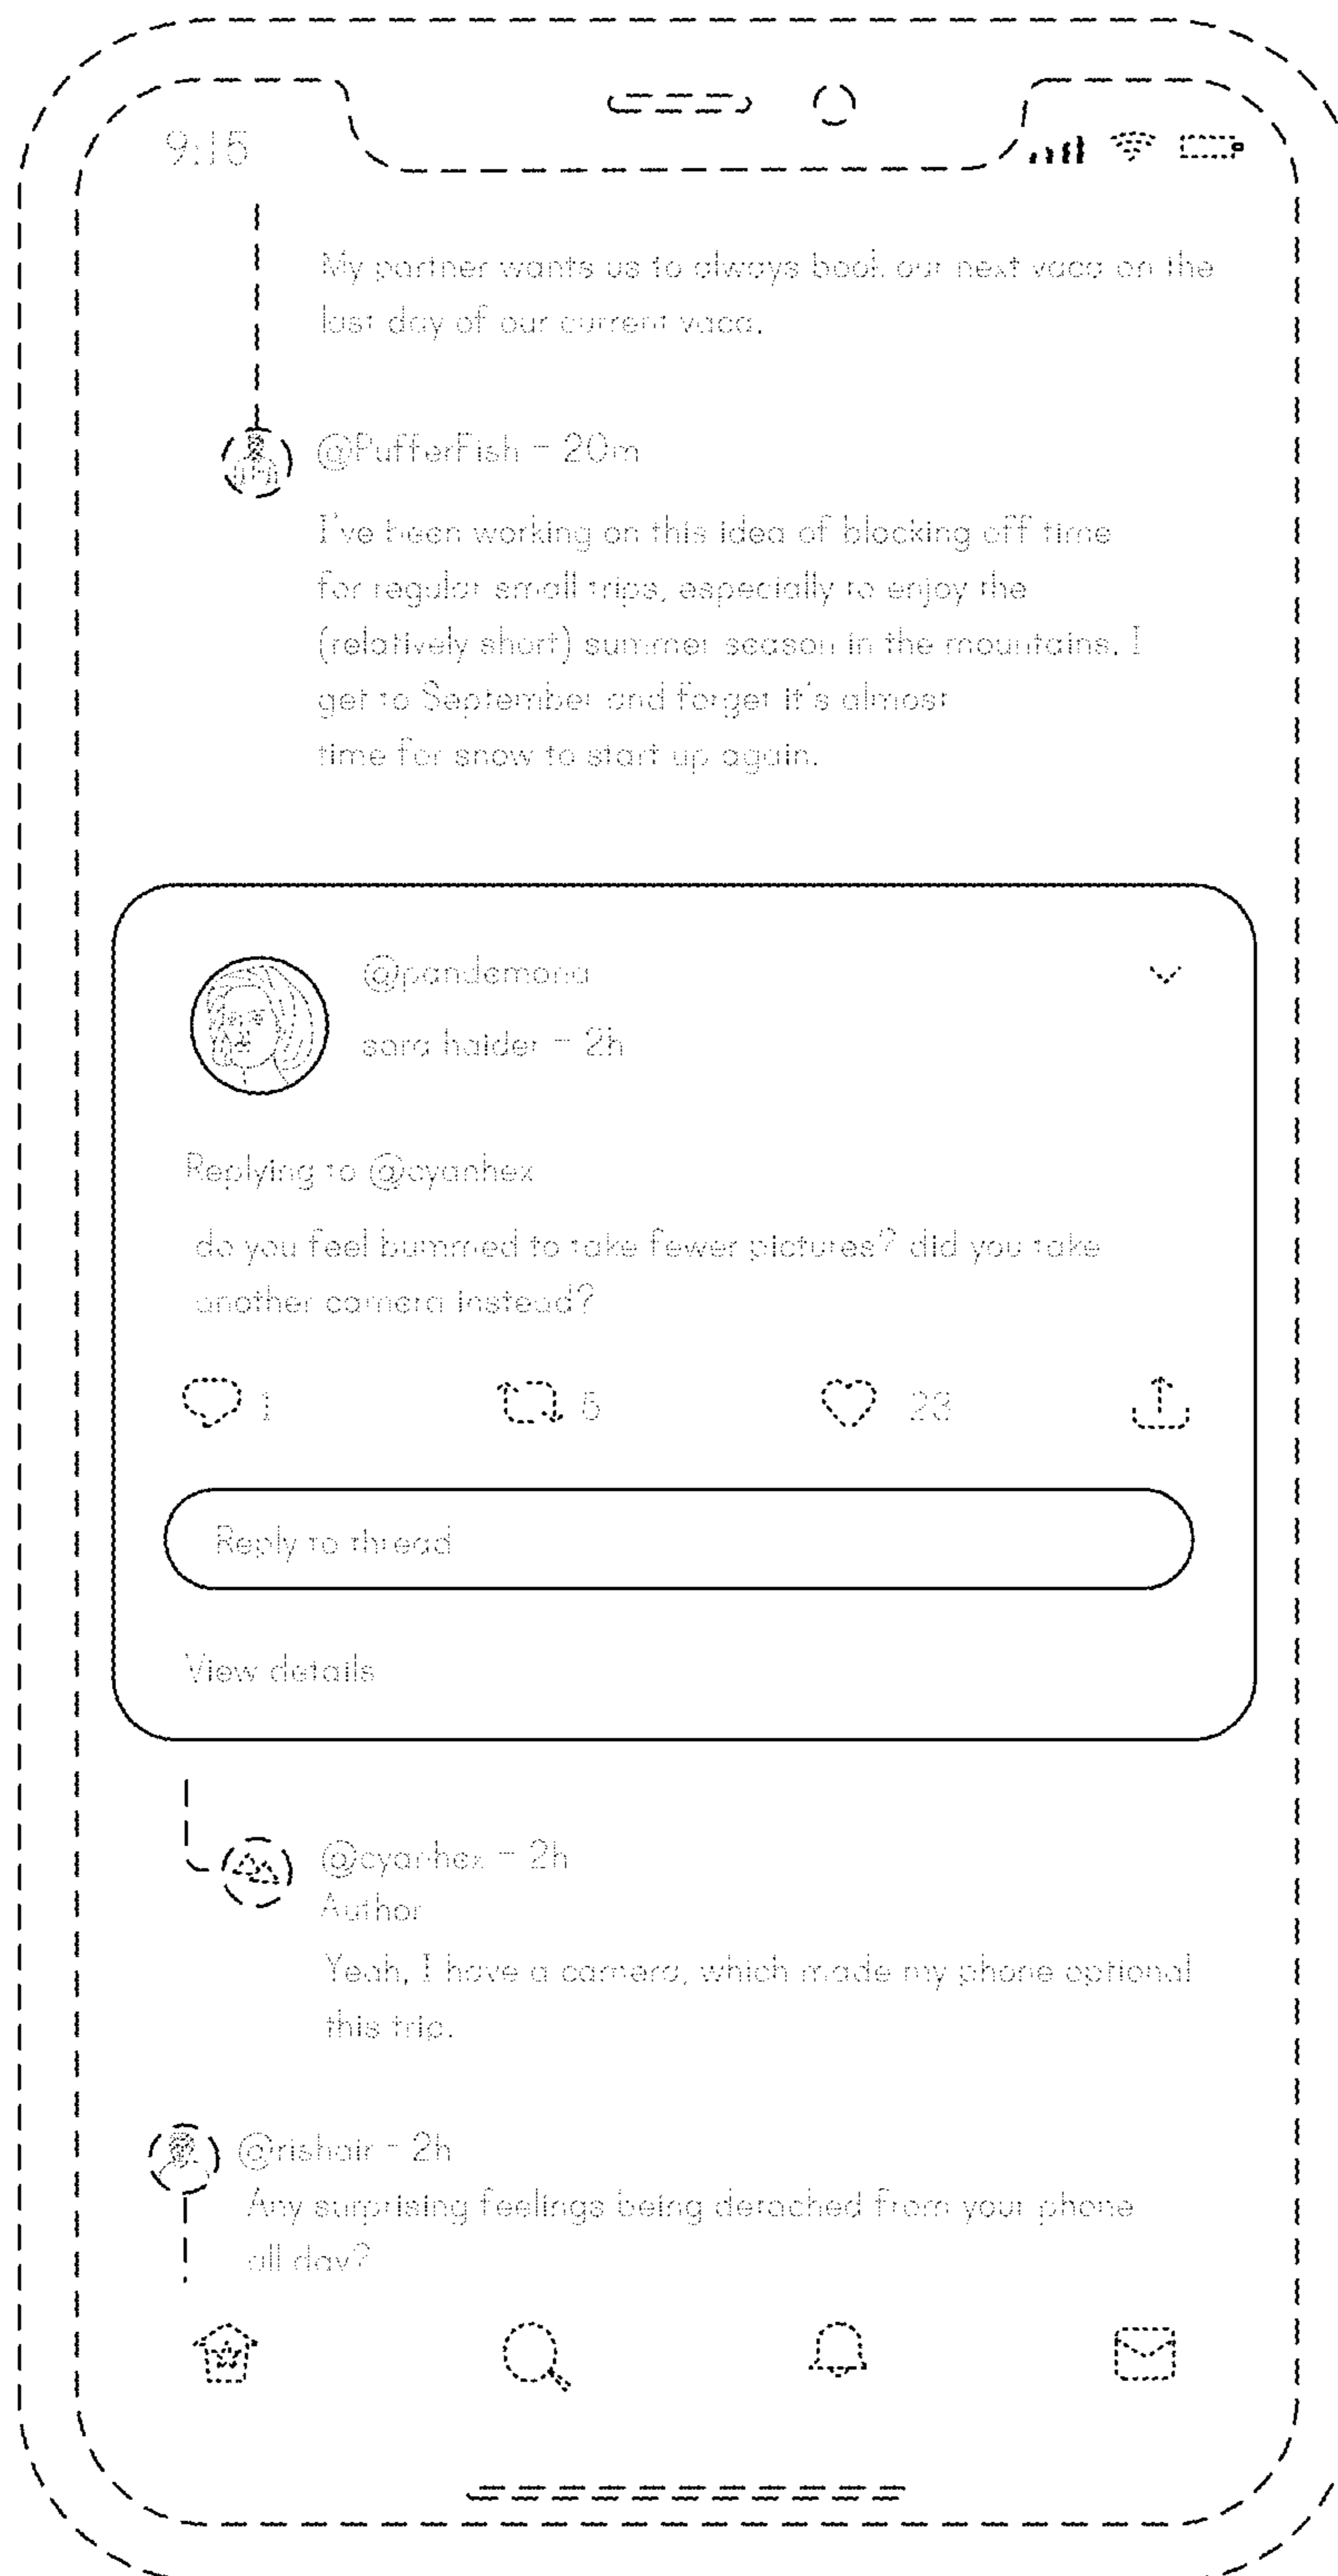 9:15
My partner wants us to always book our next vaca on the
last day of our current vaca.
@PufferFish - 20m
I've been working on this idea of blocking off time
for regular small trips, especially to enjoy the
(relatively short) summer season in the mountains. I
get to September and forget it's almost
time for snow to start up again.
@pandemona
sara haider - 2h
Replying to @cyanhex
do you feel bummed to take fewer pictures? did you take
another camera instead?
1 5 23
Reply to thread
View details
@cyanhex - 2h
Author
Yeah, I have a camera, which made my phone optional
this trip.
@rishair - 2h
Any surprising feelings being detached from your phone
all day?